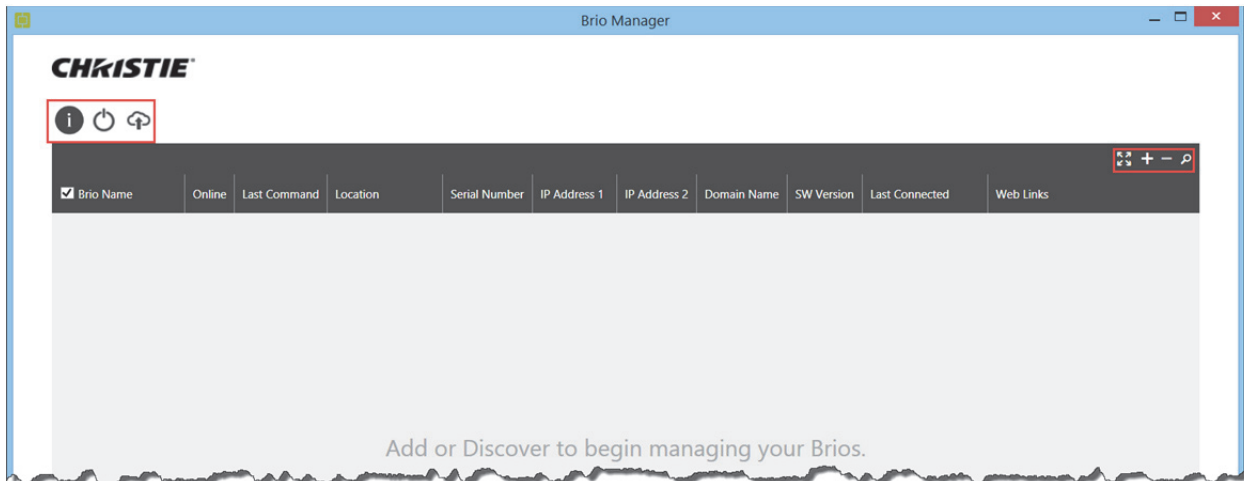 Brio Manager
CHRISTIE®
Brio Name Online Last Command Location Serial Number IP Address 1 IP Address 2 Domain Name SW Version Last Connected Web Links
Add or Discover to begin managing your Brios.